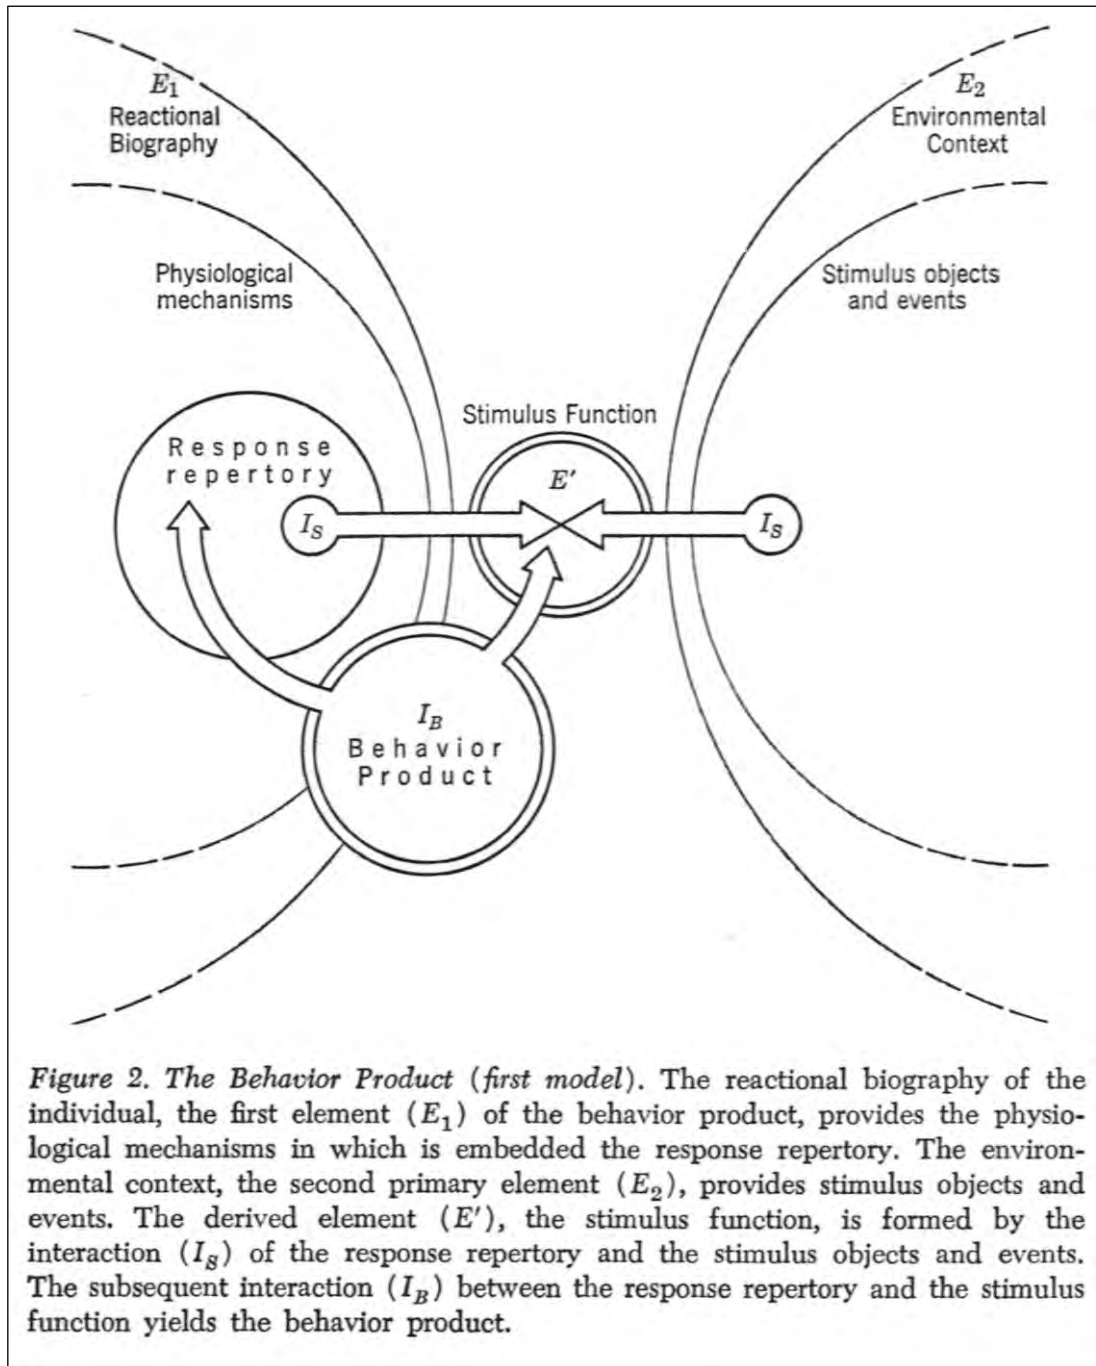 E₁
Reactional
Biography
E₂
Environmental
Context
Physiological
mechanisms
Stimulus objects
and events
Stimulus Function
Response
repertory
E′
I_S
I_S
I_B
Behavior
Product
Figure 2. The Behavior Product (first model). The reactional biography of the
individual, the first element (E₁) of the behavior product, provides the physio-
logical mechanisms in which is embedded the response repertory. The environ-
mental context, the second primary element (E₂), provides stimulus objects and
events. The derived element (E′), the stimulus function, is formed by the
interaction (I_S) of the response repertory and the stimulus objects and events.
The subsequent interaction (I_B) between the response repertory and the stimulus
function yields the behavior product.